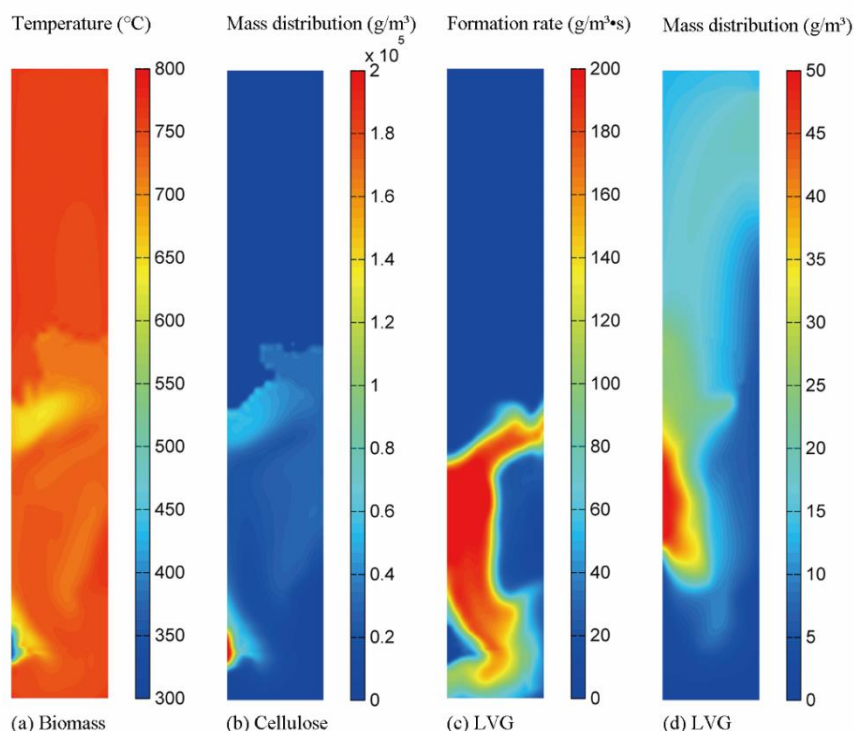 Temperature (°C) Mass distribution (g/m³) Formation rate (g/m³•s) Mass distribution (g/m³)
× 10⁵
800 2 200 50
750 1.8 180 45
700 1.6 160 40
650 1.4 140 35
600 1.2 120 30
550 1 100 25
500 0.8 80 20
450 0.6 60 15
400 0.4 40 10
350 0.2 20 5
300 0 0 0
(a) Biomass (b) Cellulose (c) LVG (d) LVG